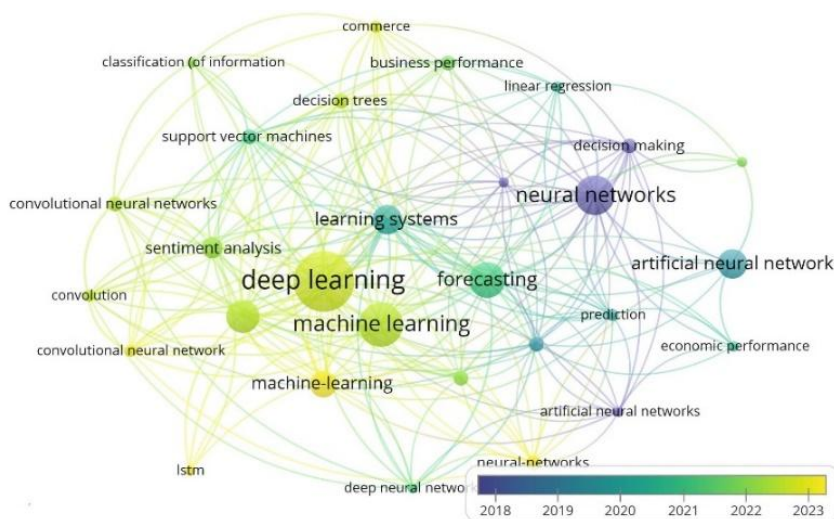 commerce
classification (of information
business performance
linear regression
decision trees
support vector machines
decision making
convolutional neural networks
neural networks
learning systems
sentiment analysis
artificial neural network
deep learning
forecasting
convolution
machine learning
prediction
convolutional neural network
economic performance
machine-learning
artificial neural networks
lstm
neural-networks
deep neural network
2018 2019 2020 2021 2022 2023